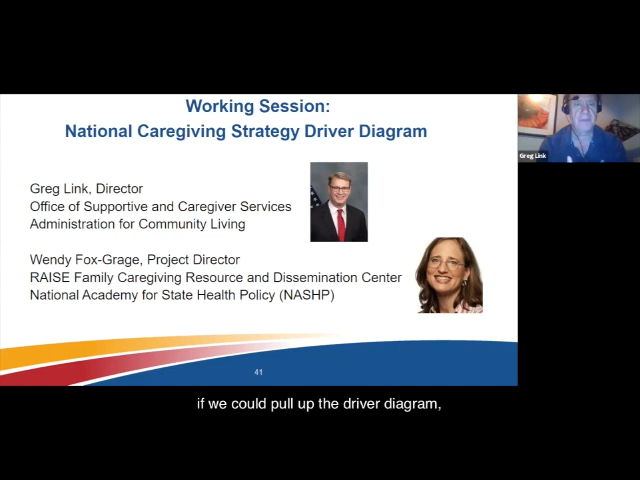 Working Session:
National Caregiving Strategy Driver Diagram
Greg Link, Director
Office of Supportive and Caregiver Services
Administration for Community Living
Wendy Fox-Grage, Project Director
RAISE Family Caregiving Resource and Dissemination Center
National Academy for State Health Policy (NASHP)
41
Greg Link
if we could pull up the driver diagram,